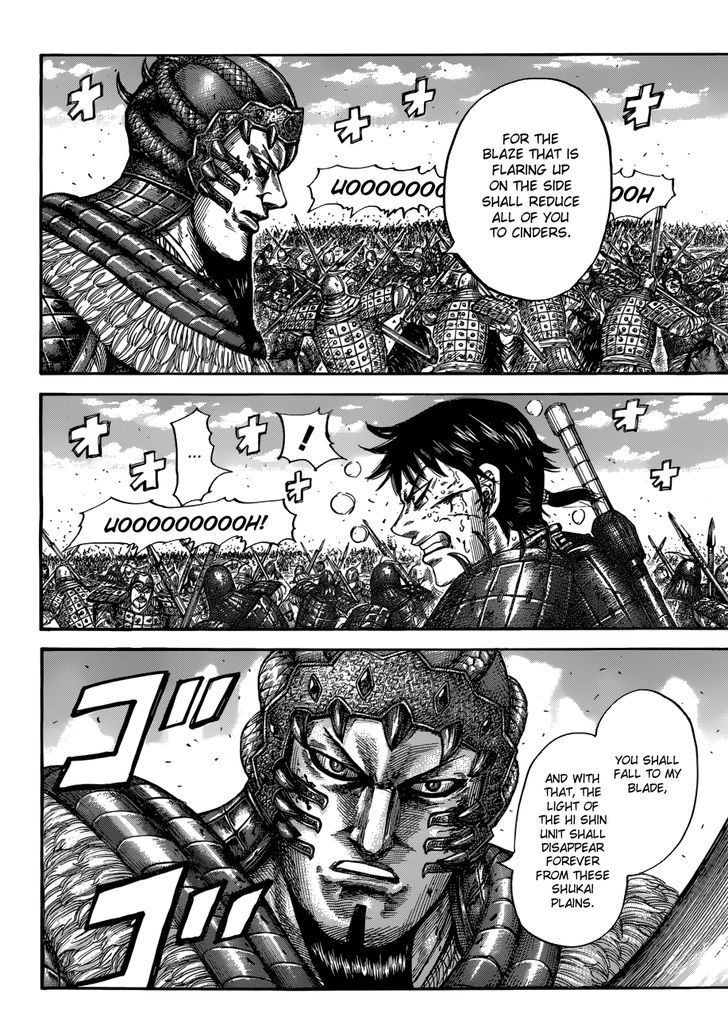 FOR THE
BLAZE THAT IS
FLARING UP
ON THE SIDE
SHALL REDUCE
ALL OF YOU
TO CINDERS.
オ
オ
オ
オ
UOOOOOOO
OOH
!
...
オ
オ
オ
オ
オ
オ
UOOOOOOOOOOH!
YOU SHALL
FALL TO MY
BLADE,
AND WITH
THAT, THE
LIGHT OF
THE HI SHIN
UNIT SHALL
DISAPPEAR
FOREVER
FROM THESE
SHUKAI
PLAINS.
ゴ
ゴ